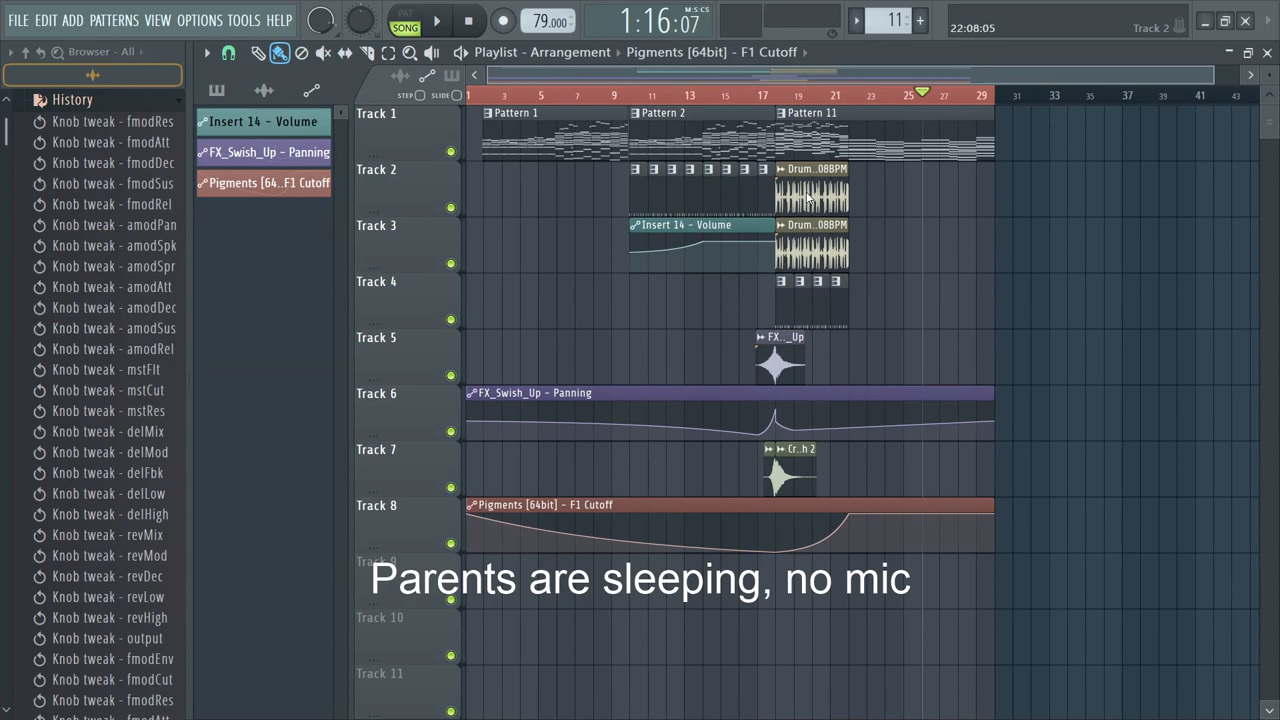 FILE EDIT ADD PATTERNS VIEW OPTIONS TOOLS HELP
PAT
SONG
79.000
1:16:07
M:S:CS
11
22:08:05
Track 2
Browser - All
Playlist - Arrangement
Pigments [64bit] - F1 Cutoff
STEP
SLIDE
1 3 5 7 9 11 13 15 17 19 21 23 25 27 29 31 33 35 37 39 41 43
History
Knob tweak - fmodRes
Knob tweak - fmodAtt
Knob tweak - fmodDec
Knob tweak - fmodSus
Knob tweak - fmodRel
Knob tweak - amodPan
Knob tweak - amodSpk
Knob tweak - amodSpr
Knob tweak - amodAtt
Knob tweak - amodDec
Knob tweak - amodSus
Knob tweak - amodRel
Knob tweak - mstFlt
Knob tweak - mstCut
Knob tweak - mstRes
Knob tweak - delMix
Knob tweak - delMod
Knob tweak - delFbk
Knob tweak - delLow
Knob tweak - delHigh
Knob tweak - revMix
Knob tweak - revMod
Knob tweak - revDec
Knob tweak - revLow
Knob tweak - revHigh
Knob tweak - output
Knob tweak - fmodEnv
Knob tweak - fmodCut
Knob tweak - fmodRes
Insert 14 - Volume
FX_Swish_Up - Panning
Pigments [64..F1 Cutoff
Track 1
Pattern 1
Pattern 2
Pattern 11
Track 2
Drum..08BPM
Track 3
Insert 14 - Volume
Drum..08BPM
Track 4
Track 5
FX.._Up
Track 6
FX_Swish_Up - Panning
Track 7
Cr..h 2
Track 8
Pigments [64bit] - F1 Cutoff
Track 9
Parents are sleeping, no mic
Track 10
Track 11